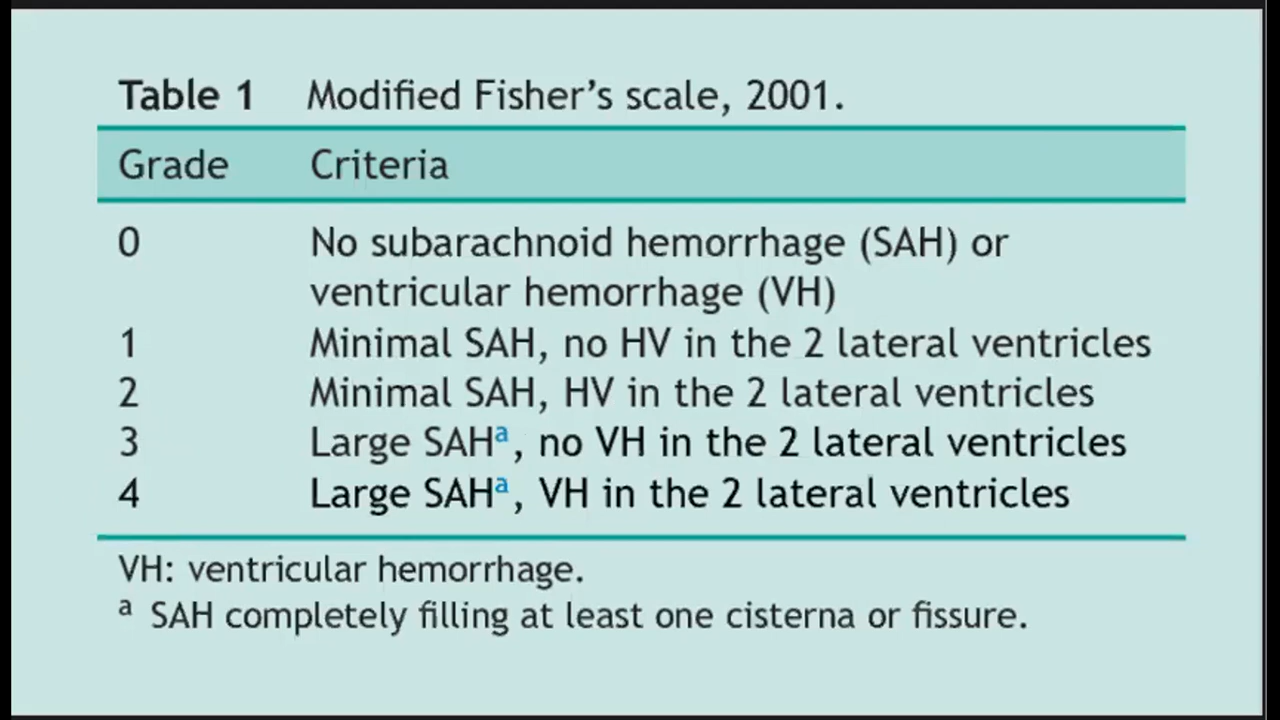 Table 1 Modified Fisher's scale, 2001.
Grade Criteria
0 No subarachnoid hemorrhage (SAH) or
ventricular hemorrhage (VH)
1 Minimal SAH, no HV in the 2 lateral ventricles
2 Minimal SAH, HV in the 2 lateral ventricles
3 Large SAHᵃ, no VH in the 2 lateral ventricles
4 Large SAHᵃ, VH in the 2 lateral ventricles
VH: ventricular hemorrhage.
ᵃ SAH completely filling at least one cisterna or fissure.